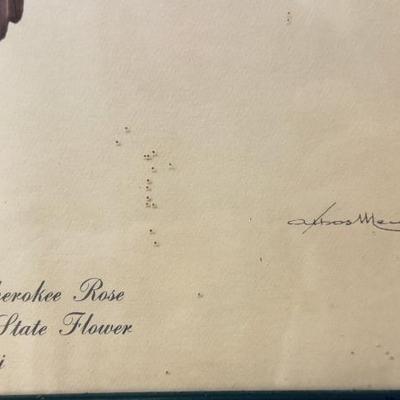 herokee Rose
State Flower
i